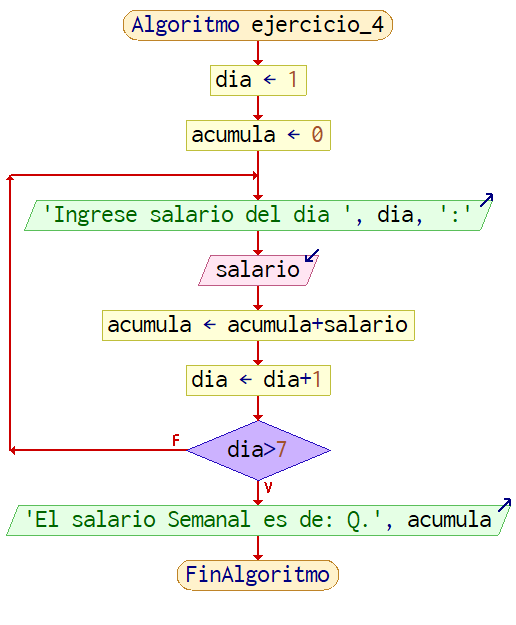 Algoritmo ejercicio_4
dia ← 1
acumula ← 0
'Ingrese salario del dia ', dia, ':'
salario
acumula ← acumula+salario
dia ← dia+1
F
dia>7
V
'El salario Semanal es de: Q.', acumula
FinAlgoritmo